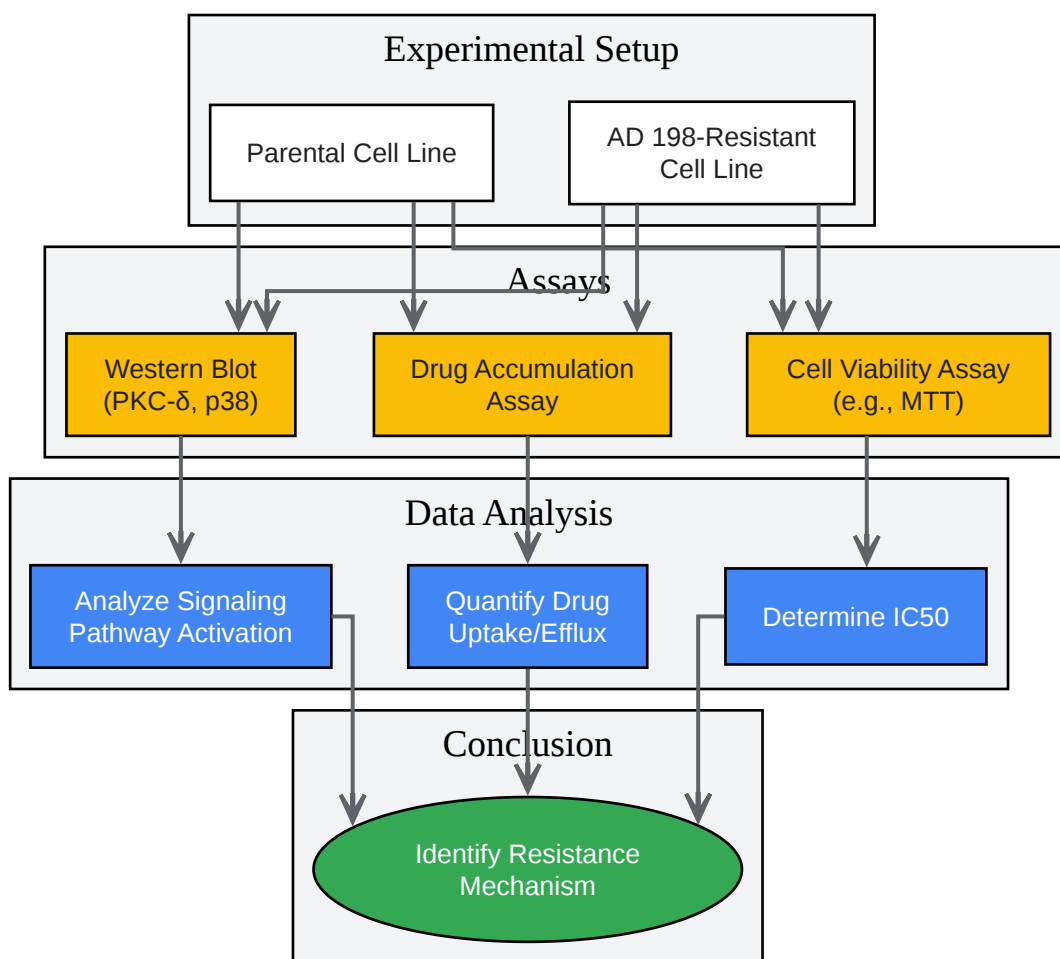 Experimental Setup
Parental Cell Line
AD 198-Resistant
Cell Line
Assays
Western Blot
(PKC-δ, p38)
Drug Accumulation
Assay
Cell Viability Assay
(e.g., MTT)
Data Analysis
Analyze Signaling
Pathway Activation
Quantify Drug
Uptake/Efflux
Determine IC50
Conclusion
Identify Resistance
Mechanism